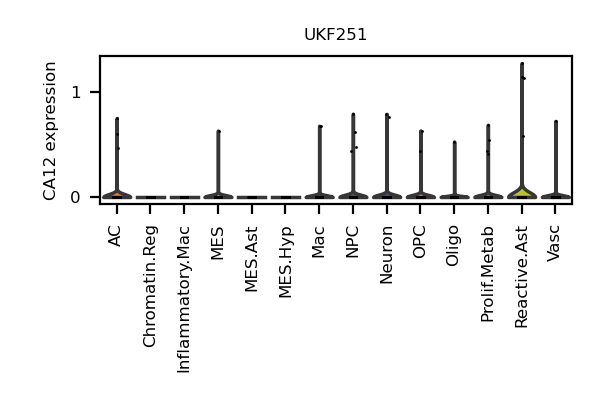 UKF251
CA12 expression
1
0
AC
Chromatin.Reg
Inflammatory.Mac
MES
MES.Ast
MES.Hyp
Mac
NPC
Neuron
OPC
Oligo
Prolif.Metab
Reactive.Ast
Vasc